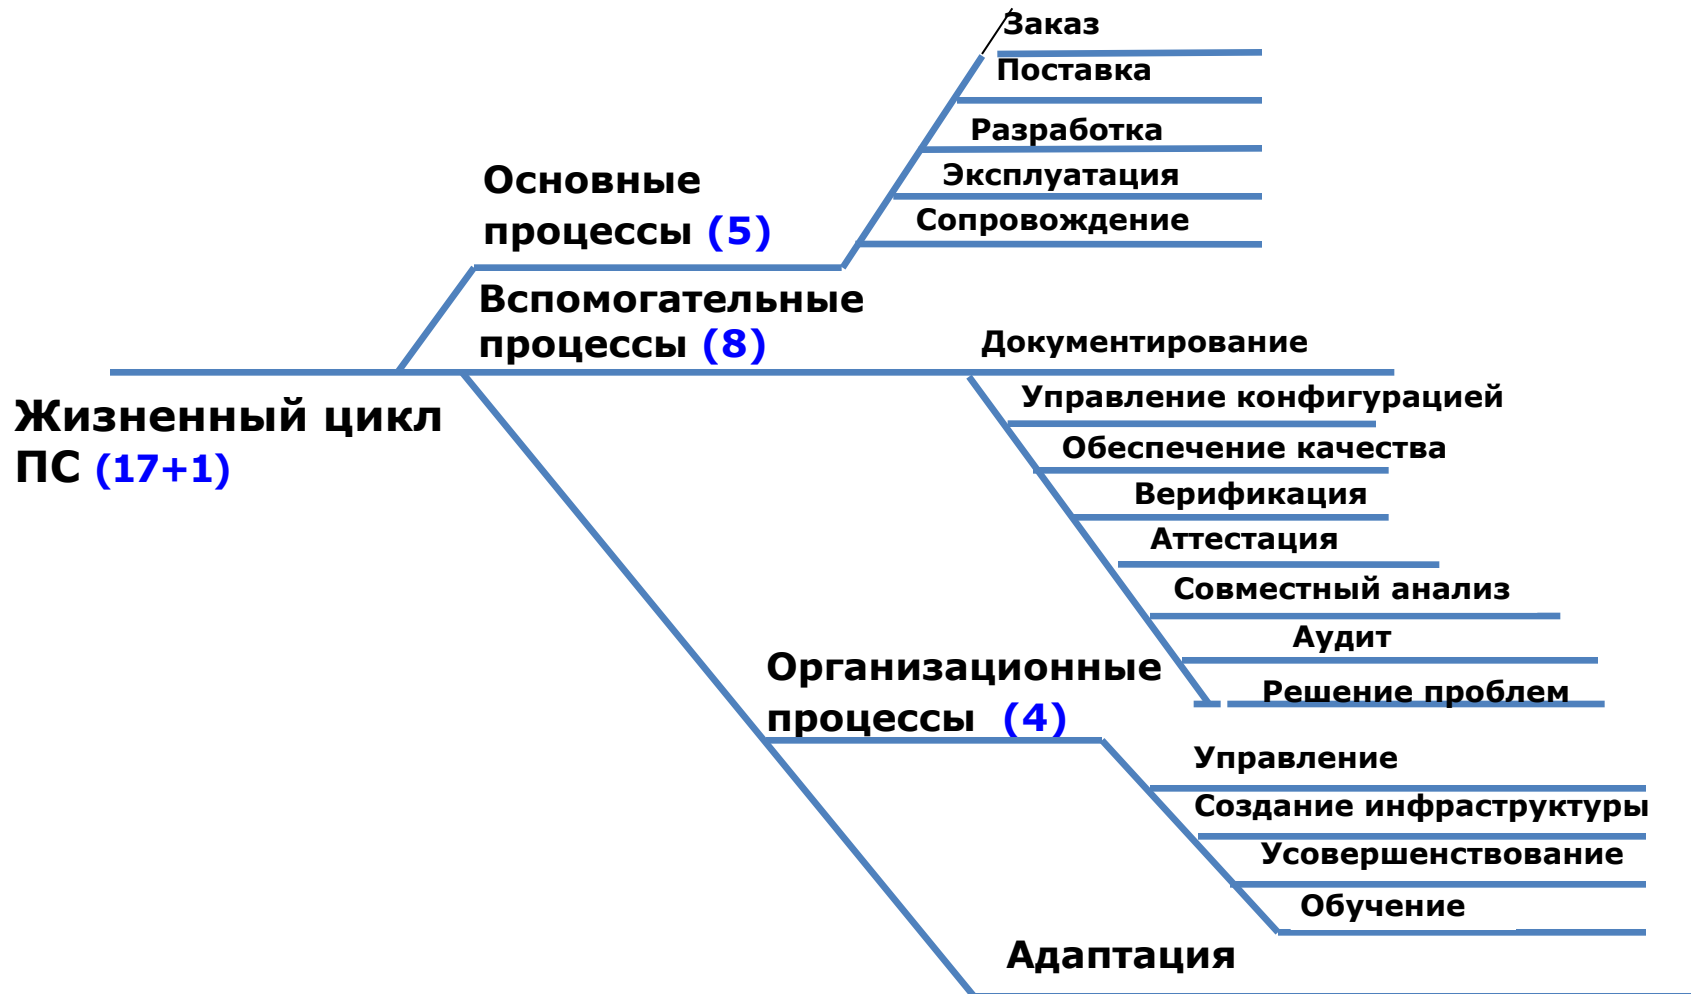 Заказ
Поставка
Разработка
Эксплуатация
Сопровождение
Основные
процессы (5)
Вспомогательные
процессы (8)
Документирование
Управление конфигурацией
Обеспечение качества
Верификация
Аттестация
Совместный анализ
Аудит
Решение проблем
Жизненный цикл
ПС (17+1)
Организационные
процессы (4)
Управление
Создание инфраструктуры
Усовершенствование
Обучение
Адаптация